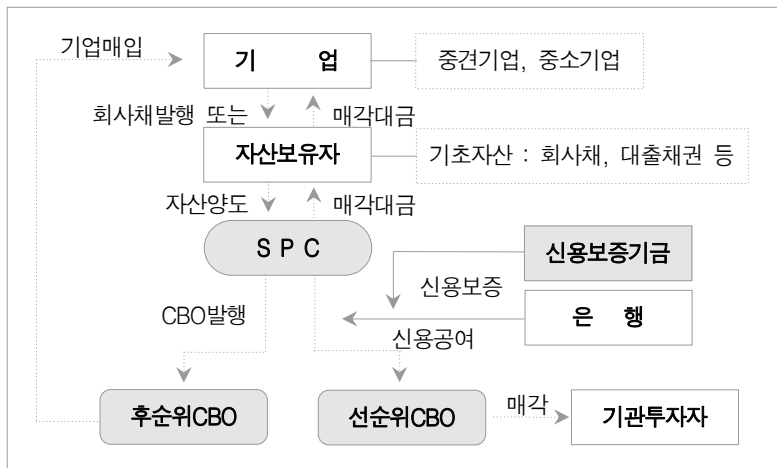 기업매입
기 업
중견기업, 중소기업
회사채발행 또는
매각대금
자산보유자
기초자산 : 회사채, 대출채권 등
자산양도
매각대금
S P C
신용보증기금
신용보증
CBO발행
은 행
신용공여
후순위CBO
선순위CBO
매각
기관투자자